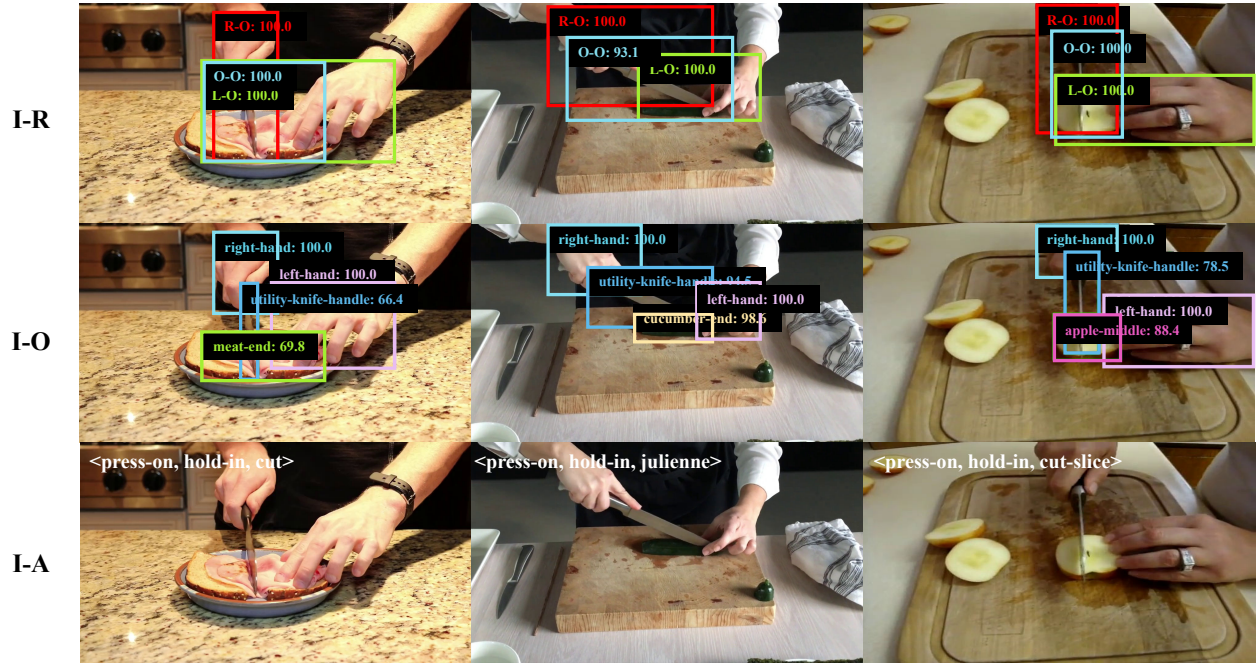 I-R
R-O: 100.0
O-O: 100.0
L-O: 100.0
R-O: 100.0
O-O: 93.1
L-O: 100.0
R-O: 100.0
O-O: 100.0
L-O: 100.0
I-O
right-hand: 100.0
left-hand: 100.0
utility-knife-handle: 66.4
meat-end: 69.8
right-hand: 100.0
utility-knife-handle: 94.5
left-hand: 100.0
cucumber-end: 98.6
right-hand: 100.0
utility-knife-handle: 78.5
left-hand: 100.0
apple-middle: 88.4
I-A
<press-on, hold-in, cut>
<press-on, hold-in, julienne>
<press-on, hold-in, cut-slice>